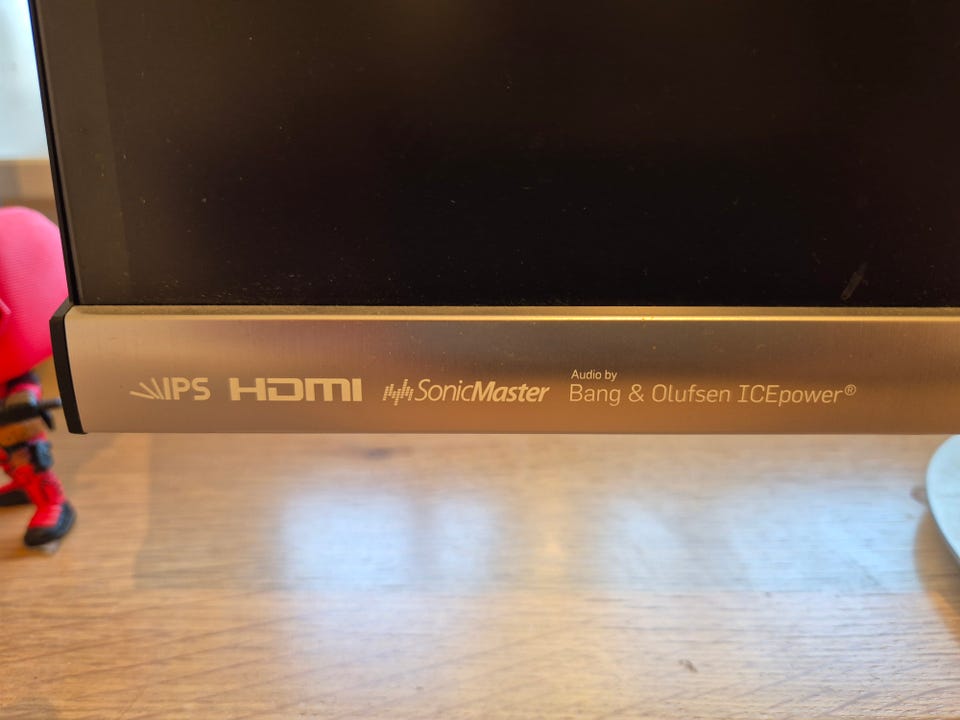 IPS HDMI SonicMaster Audio by
Bang & Olufsen ICEpower®